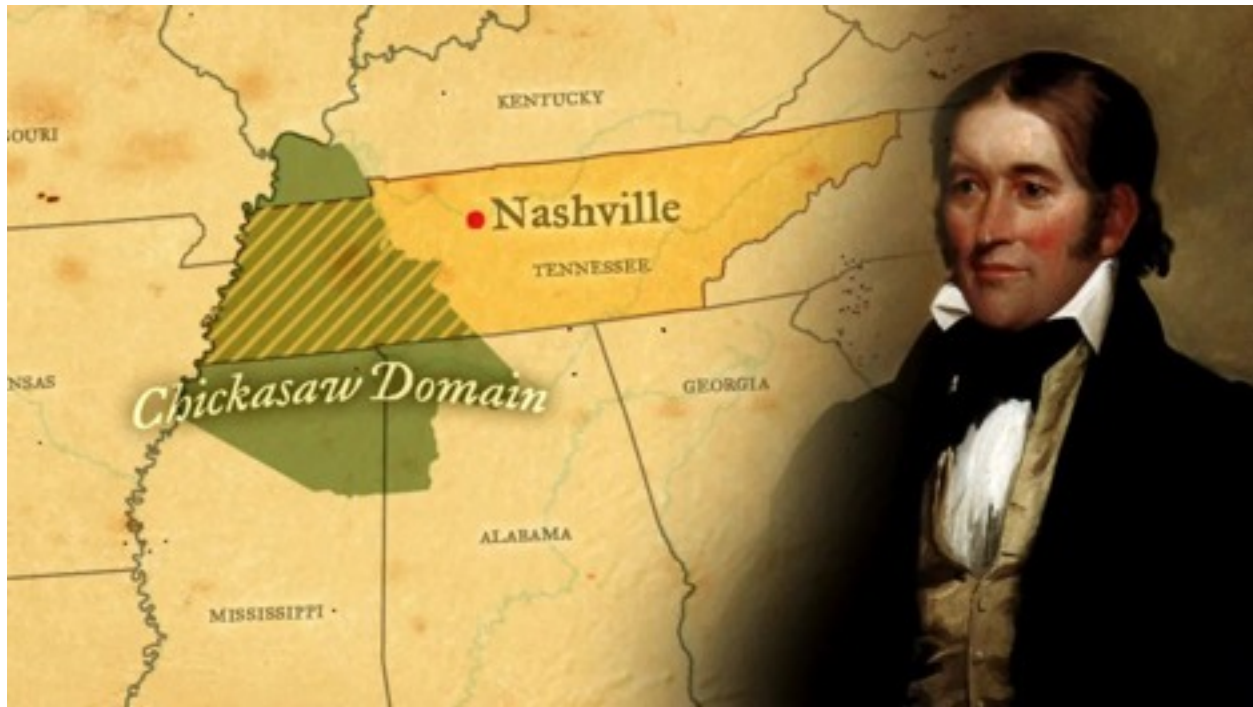 KENTUCKY
OURI
Nashville
TENNESSEE
NSAS
Chickasaw Domain
GEORGIA
ALABAMA
MISSISSIPPI